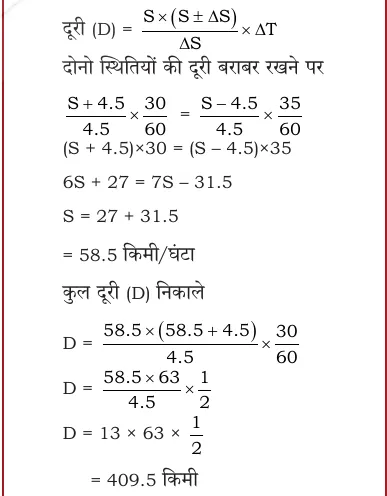 दूरी (D) = S×(S ± ΔS)/ΔS × ΔT
दोनो स्थितियों की दूरी बराबर रखने पर
S + 4.5/4.5 × 30/60 = S – 4.5/4.5 × 35/60
(S + 4.5)×30 = (S – 4.5)×35
6S + 27 = 7S – 31.5
S = 27 + 31.5
= 58.5 किमी/घंटा
कुल दूरी (D) निकाले
D = 58.5×(58.5 + 4.5)/4.5 × 30/60
D = 58.5 × 63/4.5 × 1/2
D = 13 × 63 × 1/2
= 409.5 किमी